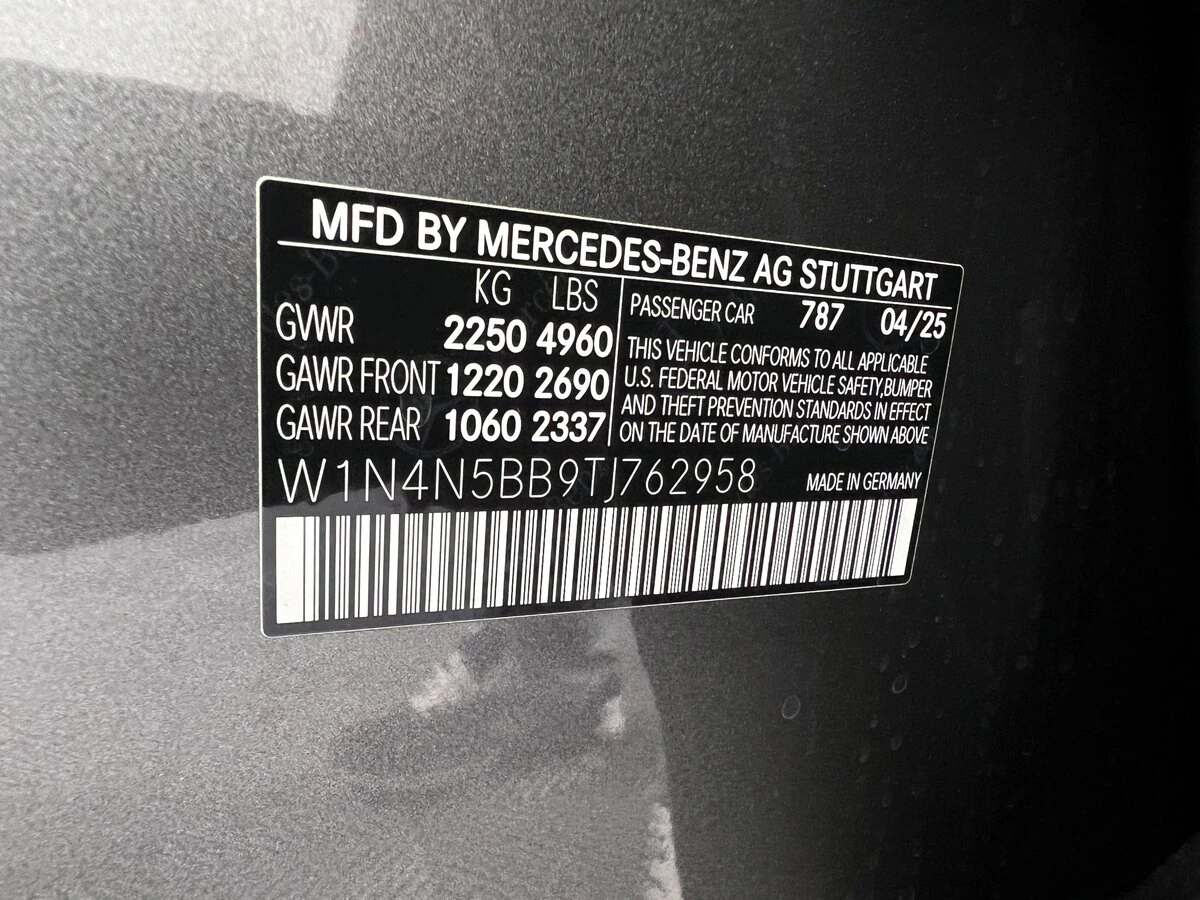 MFD BY MERCEDES-BENZ AG STUTTGART
KG LBS
GVWR 2250 4960
GAWR FRONT 1220 2690
GAWR REAR 1060 2337
PASSENGER CAR 787 04/25
THIS VEHICLE CONFORMS TO ALL APPLICABLE
U.S. FEDERAL MOTOR VEHICLE SAFETY,BUMPER
AND THEFT PREVENTION STANDARDS IN EFFECT
ON THE DATE OF MANUFACTURE SHOWN ABOVE
W1N4N5BB9TJ762958 MADE IN GERMANY